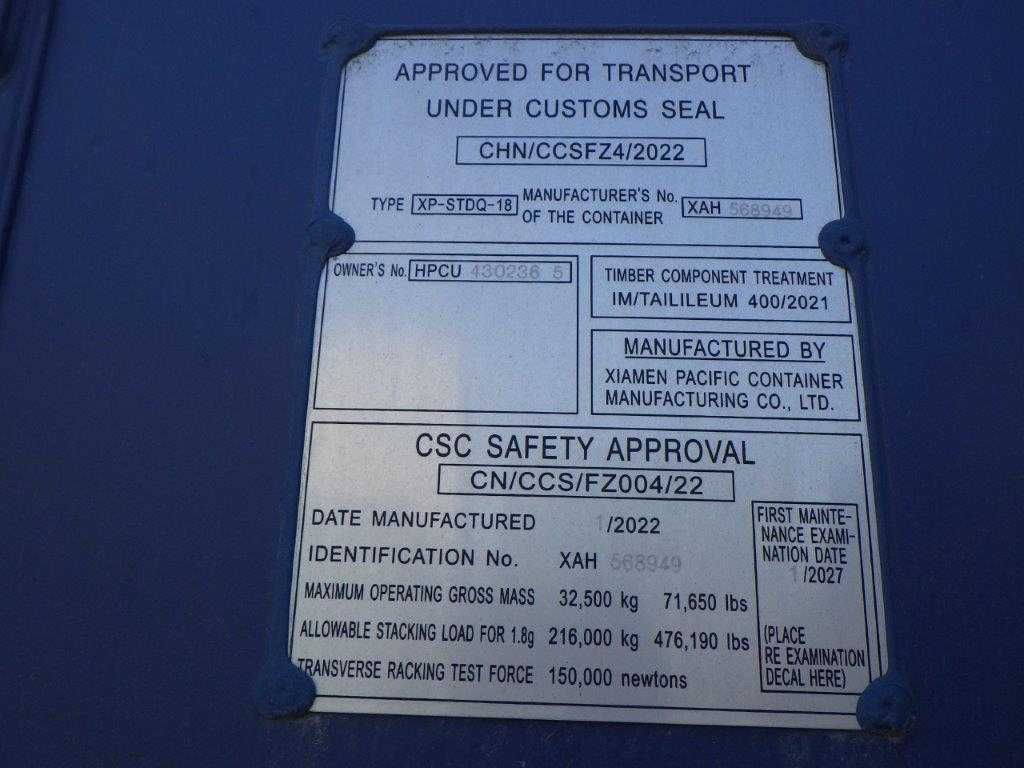 APPROVED FOR TRANSPORT
UNDER CUSTOMS SEAL
CHN/CCSFZ4/2022
TYPE XP-STDQ-18 MANUFACTURER'S No. OF THE CONTAINER XAH 568949
OWNER'S No. HPCU 430236 5
TIMBER COMPONENT TREATMENT
IM/TAILILEUM 400/2021
MANUFACTURED BY
XIAMEN PACIFIC CONTAINER
MANUFACTURING CO., LTD.
CSC SAFETY APPROVAL
CN/CCS/FZ004/22
DATE MANUFACTURED 1/2022
IDENTIFICATION No. XAH 568949
MAXIMUM OPERATING GROSS MASS 32,500 kg 71,650 lbs
ALLOWABLE STACKING LOAD FOR 1.8g 216,000 kg 476,190 lbs
TRANSVERSE RACKING TEST FORCE 150,000 newtons
FIRST MAINTE-
NANCE EXAMI-
NATION DATE
1/2027
(PLACE
RE EXAMINATION
DECAL HERE)